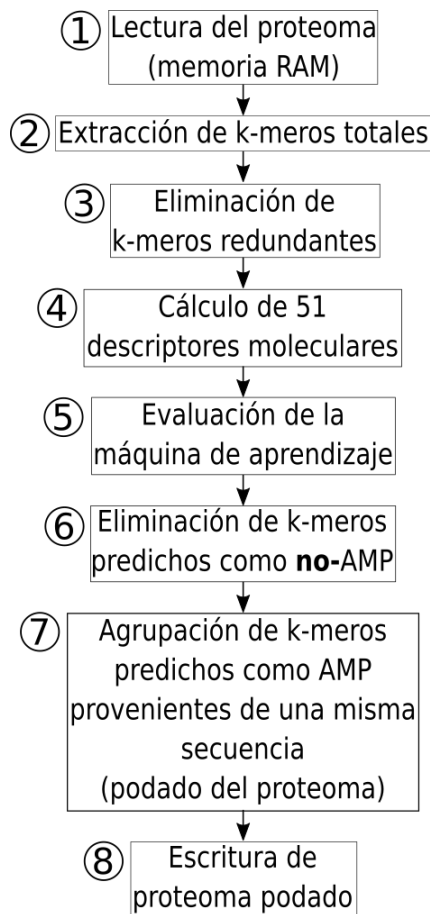 ① Lectura del proteoma
(memoria RAM)
② Extracción de k-meros totales
③ Eliminación de
k-meros redundantes
④ Cálculo de 51
descriptores moleculares
⑤ Evaluación de la
máquina de aprendizaje
⑥ Eliminación de k-meros
predichos como no-AMP
⑦ Agrupación de k-meros
predichos como AMP
provenientes de una misma
secuencia
(podado del proteoma)
⑧ Escritura de
proteoma podado